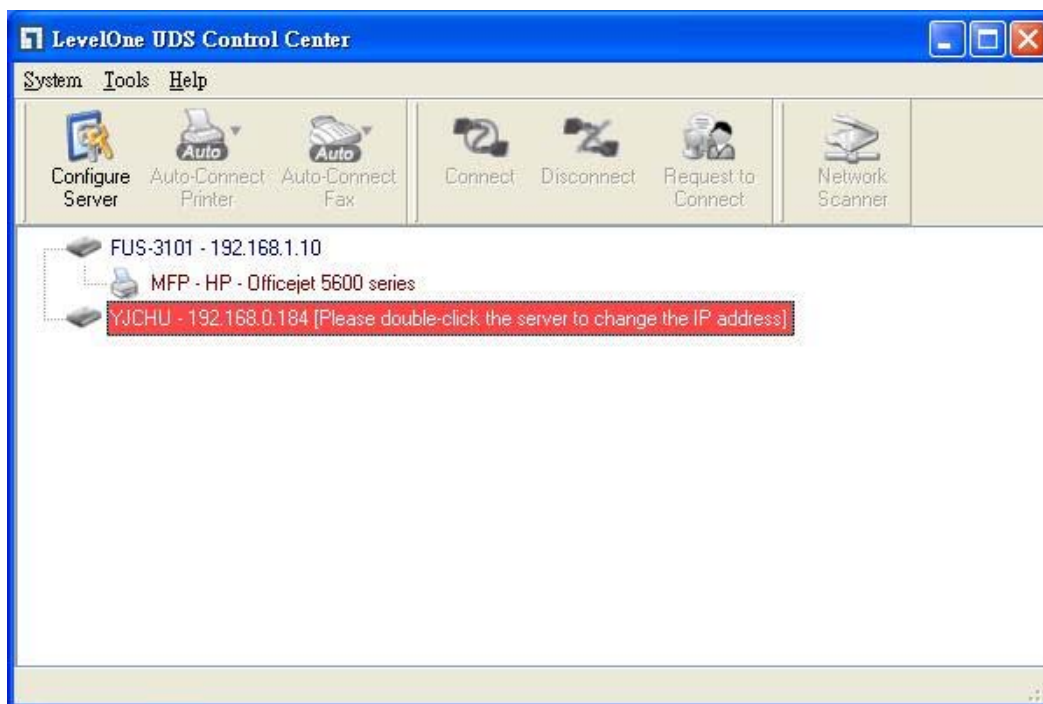 LevelOne UDS Control Center
System Tools Help
Configure Server
Auto Auto-Connect Printer
Auto Auto-Connect Fax
Connect
Disconnect
Request to Connect
Network Scanner
FUS-3101 - 192.168.1.10
MFP - HP - Officejet 5600 series
YJCHU - 192.168.0.184 [Please double-click the server to change the IP address]